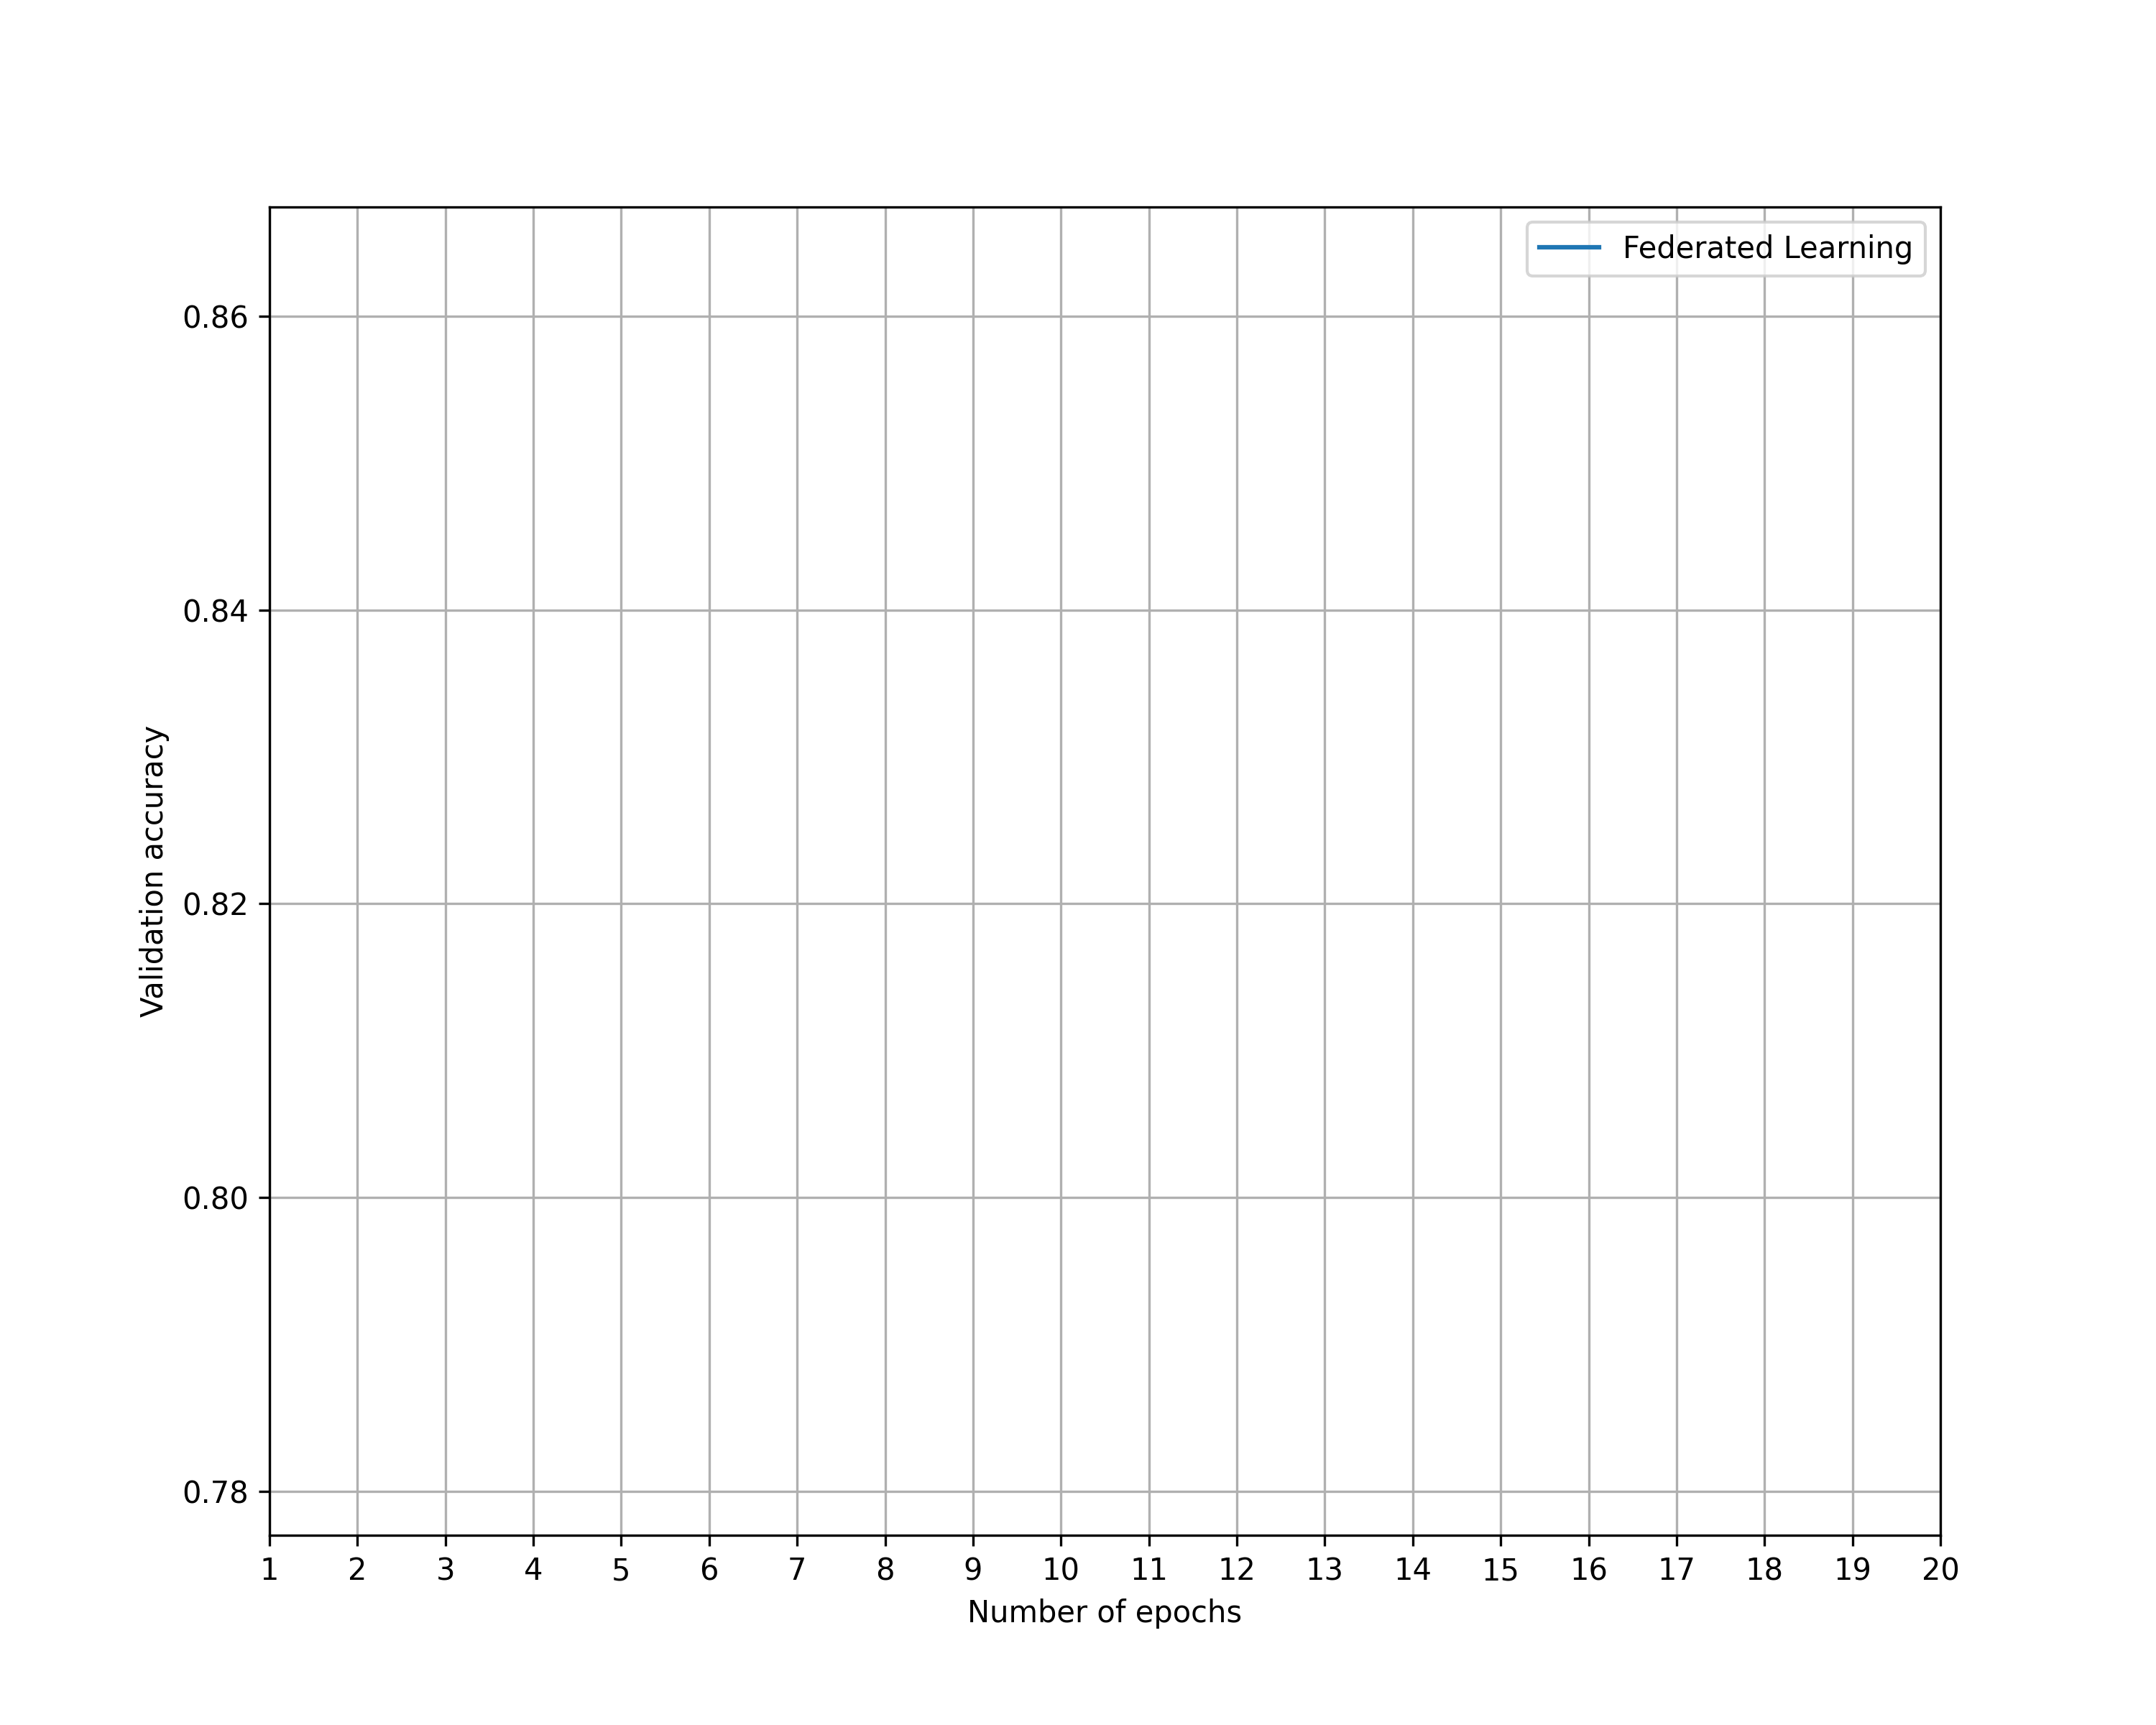 Federated Learning
0.86
0.84
0.82
0.80
0.78
Validation accuracy
1 2 3 4 5 6 7 8 9 10 11 12 13 14 15 16 17 18 19 20
Number of epochs